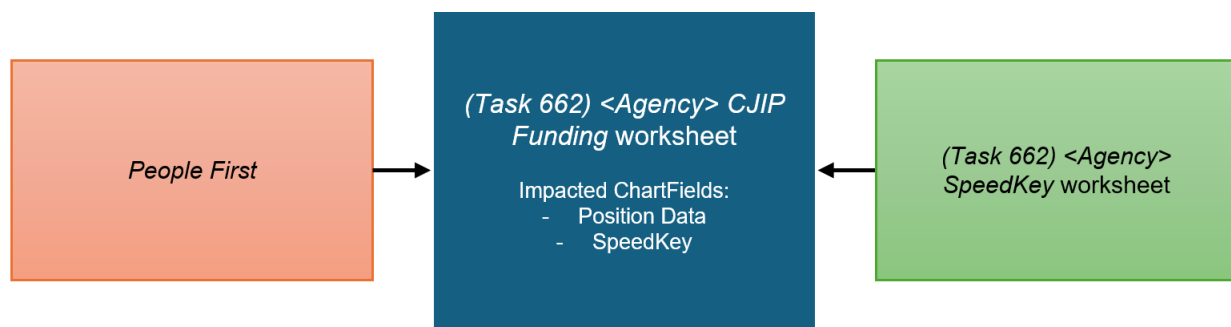 People First
(Task 662) <Agency> CJIP
Funding worksheet
Impacted ChartFields:
- Position Data
- SpeedKey
(Task 662) <Agency>
SpeedKey worksheet